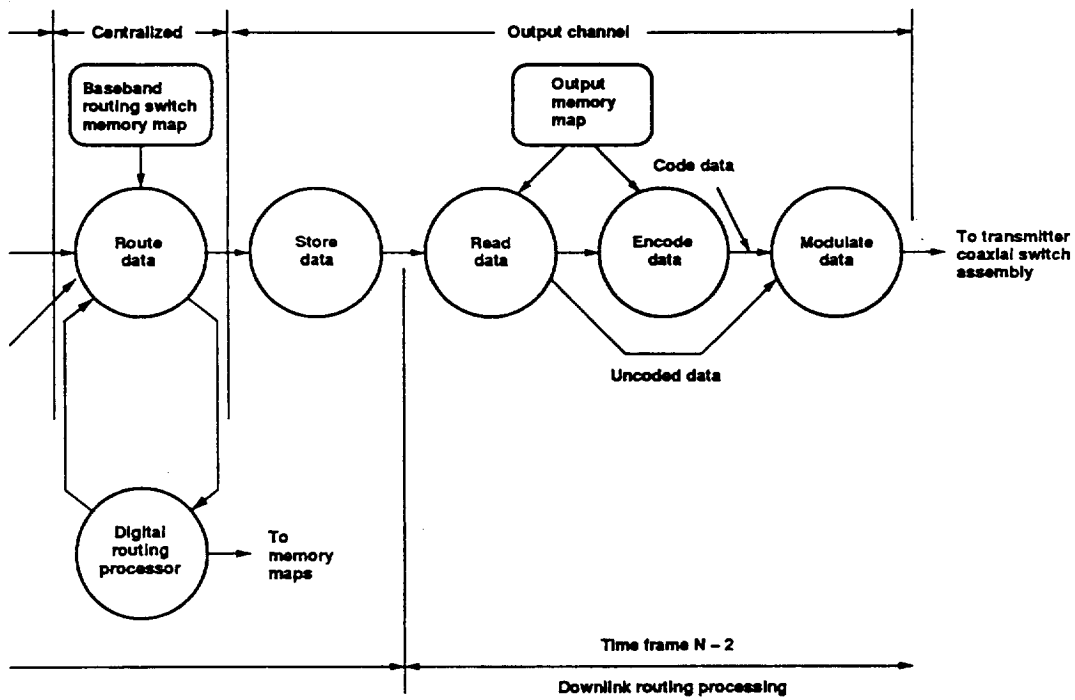 Centralized
Output channel
Baseband
routing switch
memory map
Output
memory
map
Code data
Route
data
Store
data
Read
data
Encode
data
Modulate
data
To transmitter
coaxial switch
assembly
Uncoded data
Digital
routing
processor
To
memory
maps
Time frame N – 2
Downlink routing processing